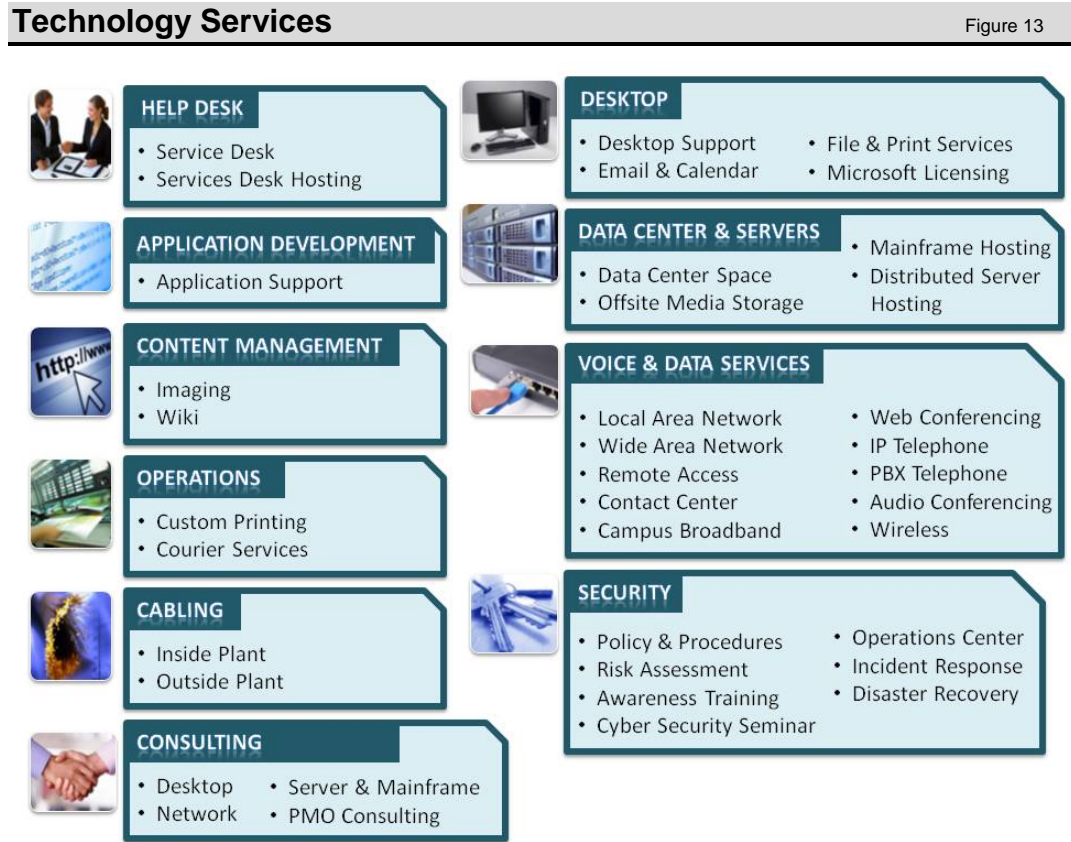 Technology Services
Figure 13
HELP DESK
• Service Desk
• Services Desk Hosting
APPLICATION DEVELOPMENT
• Application Support
CONTENT MANAGEMENT
http://www
• Imaging
• Wiki
OPERATIONS
• Custom Printing
• Courier Services
CABLING
• Inside Plant
• Outside Plant
CONSULTING
• Desktop
• Network
• Server & Mainframe
• PMO Consulting
DESKTOP
• Desktop Support
• Email & Calendar
• File & Print Services
• Microsoft Licensing
DATA CENTER & SERVERS
• Data Center Space
• Offsite Media Storage
• Mainframe Hosting
• Distributed Server
Hosting
VOICE & DATA SERVICES
• Local Area Network
• Wide Area Network
• Remote Access
• Contact Center
• Campus Broadband
• Web Conferencing
• IP Telephone
• PBX Telephone
• Audio Conferencing
• Wireless
SECURITY
• Policy & Procedures
• Risk Assessment
• Awareness Training
• Cyber Security Seminar
• Operations Center
• Incident Response
• Disaster Recovery